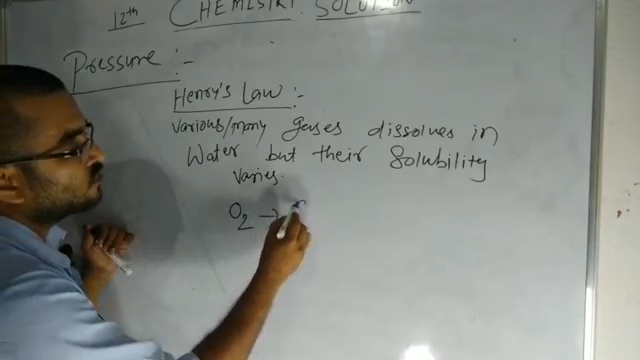 12th CHEMISTRY SOLUTION
Pressure :-
Henry's Law :-
Various/many gases dissolves in
Water but their Solubility
Varies.
O2 →